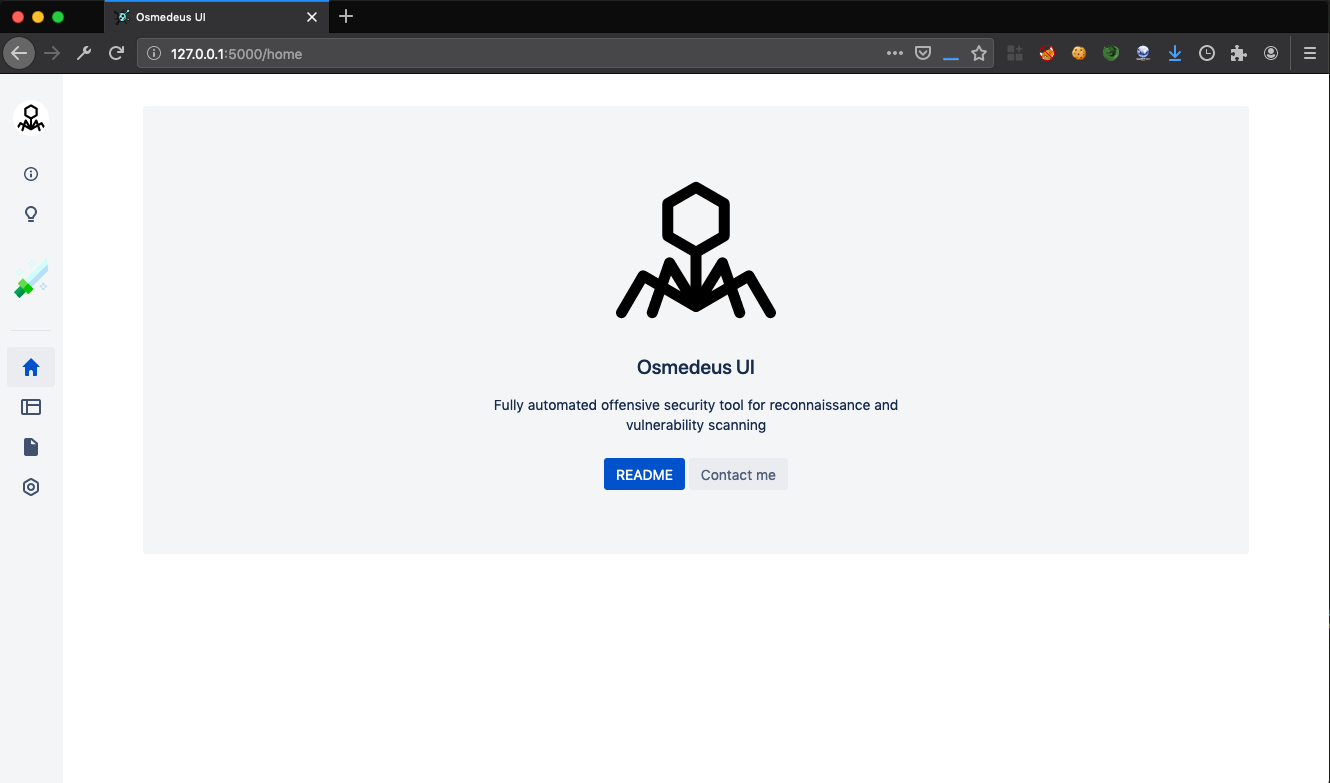 Osmedeus UI
127.0.0.1:5000/home
Osmedeus UI
Fully automated offensive security tool for reconnaissance and
vulnerability scanning
README
Contact me